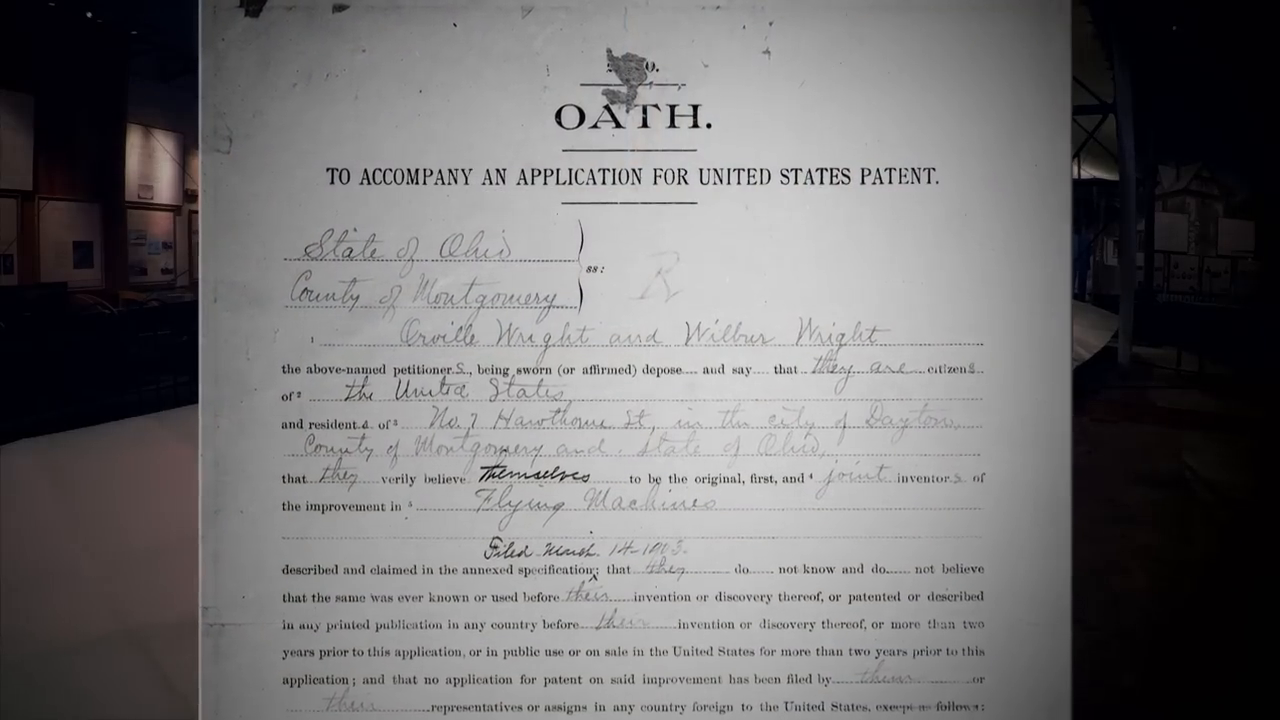 OATH.
TO ACCOMPANY AN APPLICATION FOR UNITED STATES PATENT.
State of Ohio
ss:
R
County of Montgomery
1 Orville Wright and Wilbur Wright
the above-named petitioner s, being sworn (or affirmed) depose and say that they are citizens
of 2 the United States,
and resident s of 3 No. 7 Hawthorne St., in the city of Dayton,
County of Montgomery and State of Ohio,
that they verily believe themselves to be the original, first, and 4 joint inventor s of
the improvement in 5 Flying Machines
Filed March 14-1903.
described and claimed in the annexed specification; that they do not know and do not believe
that the same was ever known or used before their invention or discovery thereof, or patented or described
in any printed publication in any country before their invention or discovery thereof, or more than two
years prior to this application, or in public use or on sale in the United States for more than two years prior to this
application; and that no application for patent on said improvement has been filed by them or
their representatives or assigns in any country foreign to the United States, except as follows: